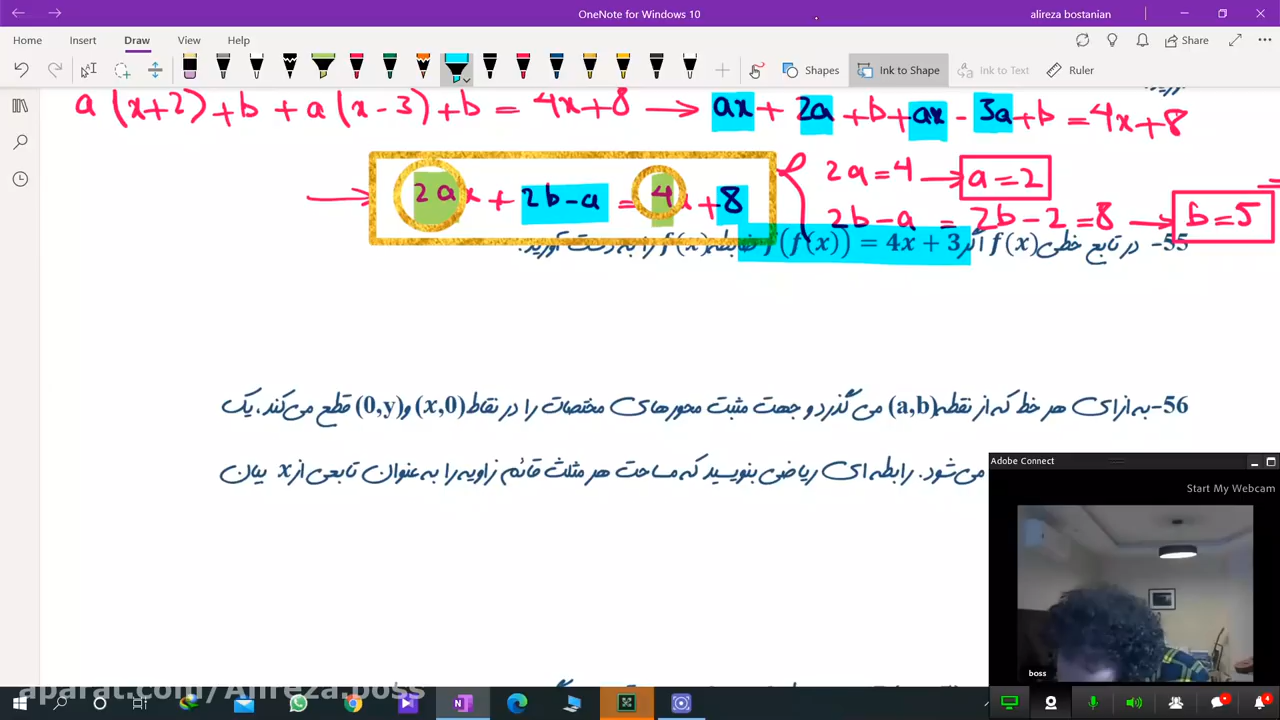 OneNote for Windows 10
alireza bostanian
Home Insert Draw View Help
Share
Shapes Ink to Shape Ink to Text Ruler
a(x+2)+b+a(x-3)+b=4x+8 → ax+2a+b+ax-3a+b=4x+8
→ 2ax+2b-a=4x+8
2a=4 → a=2
2b-a=2b-2=8 → b=5
55- در تابع خطی f(x) اگر f(f(x)) = 4x + 3 ضابطه f(x) را به دست آورید.
56- به ازای هر خط که از نقطه (a,b) می گذرد و جهت مثبت محورهای مختصات را در نقاط (x,0) و (0,y) قطع می کند، یک
می شود. رابطه ای ریاضی بنویسید که مساحت هر مثلث قائم زاویه را به عنوان تابعی از x بیان
Adobe Connect
Start My Webcam
boss
aparat.com/Alireza.boss